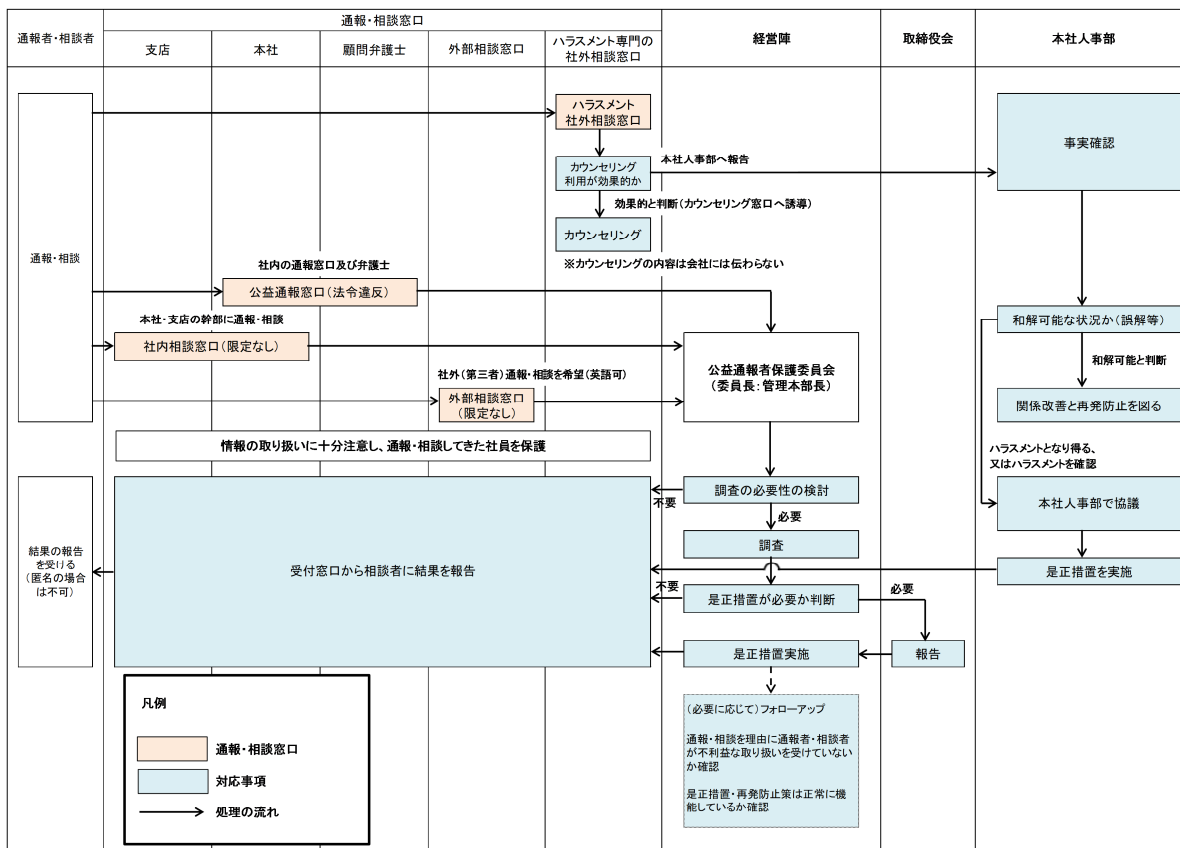 通報者・相談者
通報・相談窓口
支店
本社
顧問弁護士
外部相談窓口
ハラスメント専門の
社外相談窓口
経営陣
取締役会
本社人事部
通報・相談
ハラスメント
社外相談窓口
カウンセリング
利用が効果的か
本社人事部へ報告
事実確認
効果的と判断(カウンセリング窓口へ誘導)
カウンセリング
※カウンセリングの内容は会社には伝わらない
社内の通報窓口及び弁護士
公益通報窓口(法令違反)
本社・支店の幹部に通報・相談
社内相談窓口(限定なし)
社外(第三者)通報・相談を希望(英語可)
外部相談窓口
(限定なし)
公益通報者保護委員会
(委員長:管理本部長)
和解可能な状況か(誤解等)
和解可能と判断
関係改善と再発防止を図る
ハラスメントとなり得る、
又はハラスメントを確認
本社人事部で協議
是正措置を実施
情報の取り扱いに十分注意し、通報・相談してきた社員を保護
結果の報告
を受ける
(匿名の場合
は不可)
受付窓口から相談者に結果を報告
調査の必要性の検討
不要
必要
調査
不要
是正措置が必要か判断
必要
報告
是正措置実施
(必要に応じて)フォローアップ
通報・相談を理由に通報者・相談者
が不利益な取り扱いを受けていない
か確認
是正措置・再発防止策は正常に機
能しているか確認
凡例
通報・相談窓口
対応事項
処理の流れ